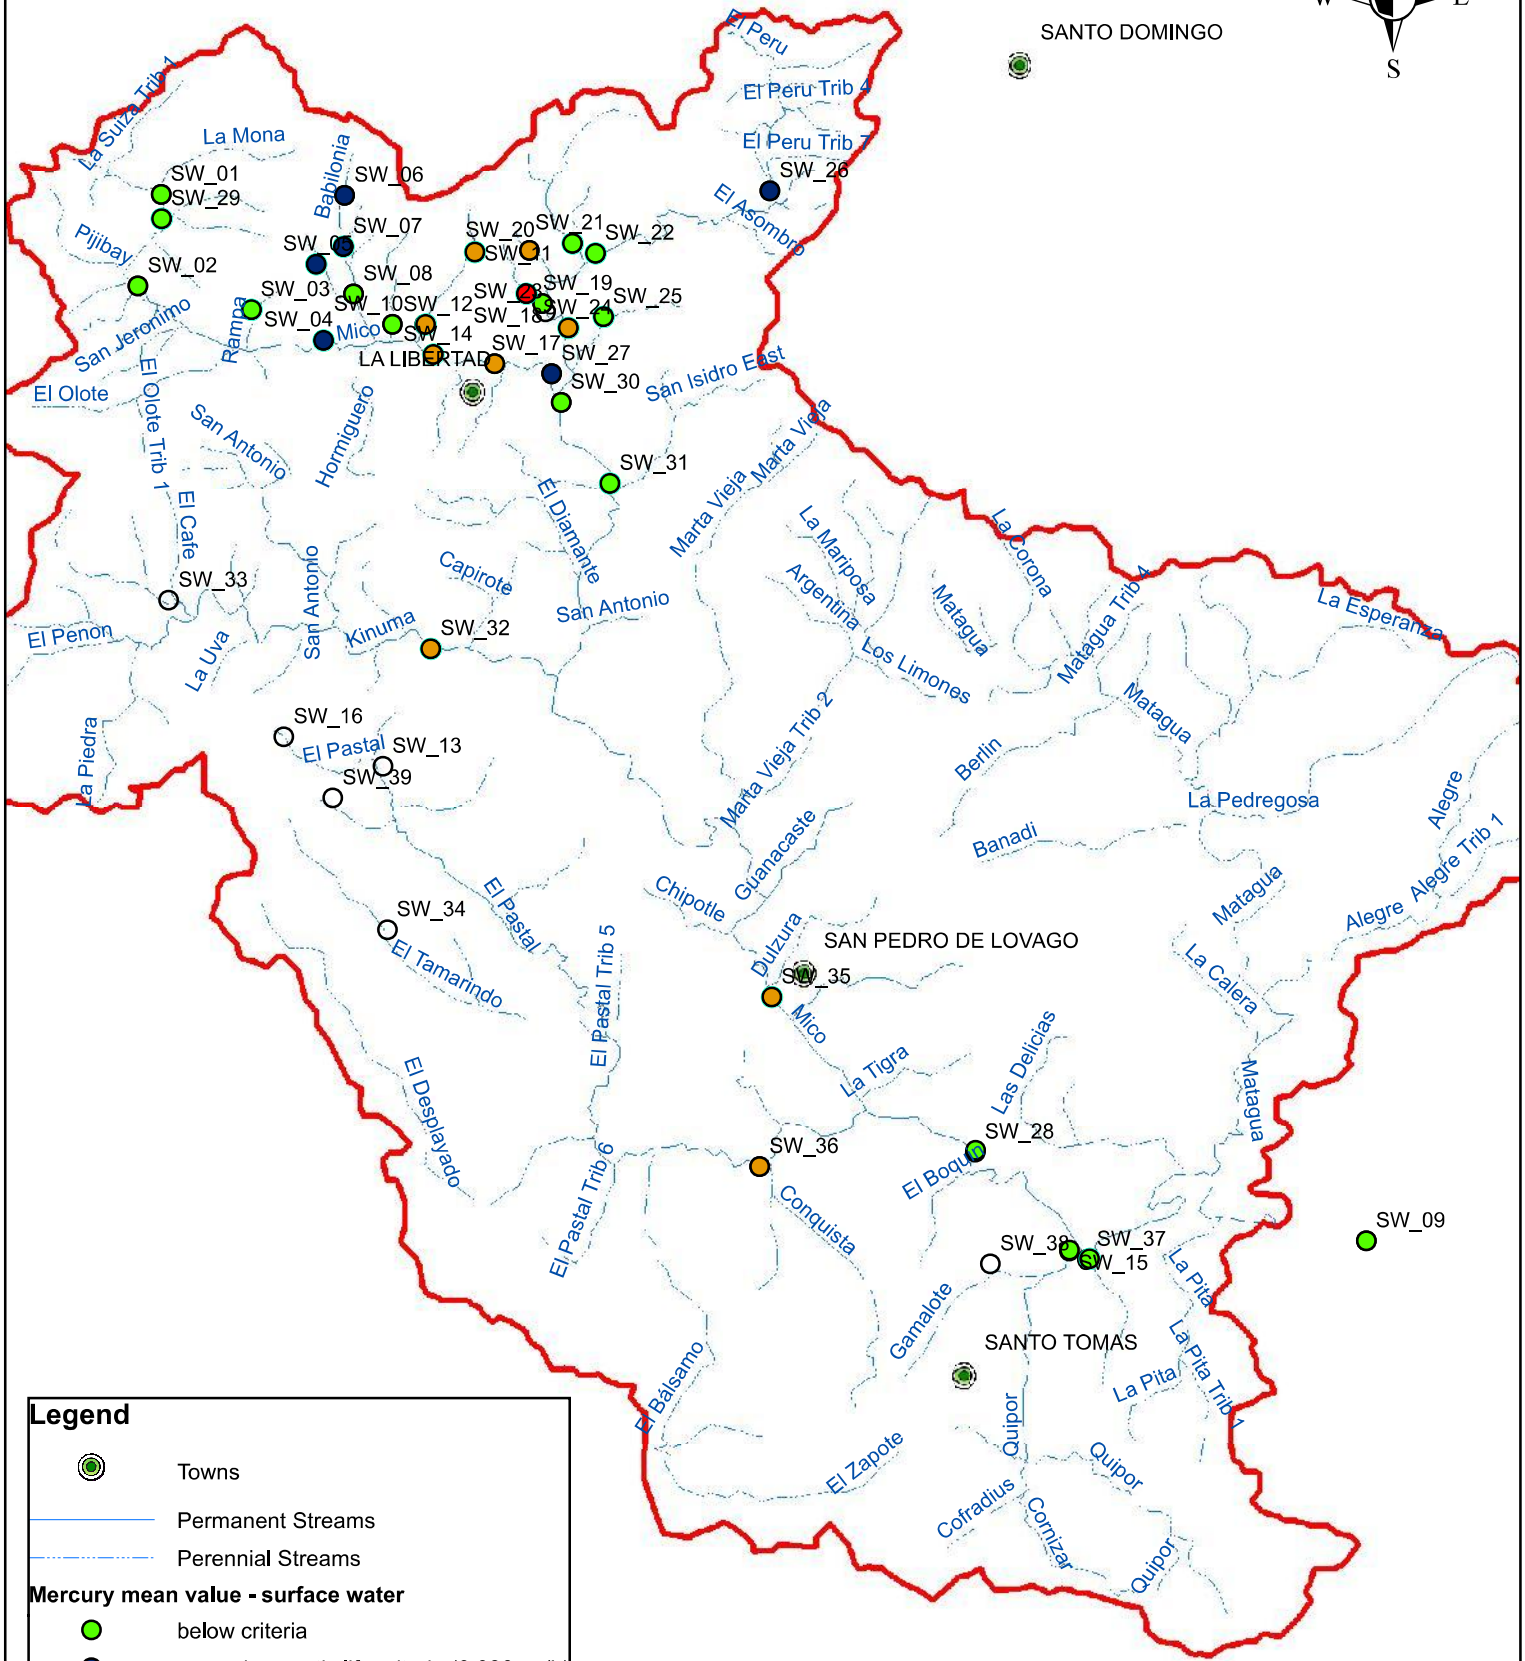 W
E
S
SANTO DOMINGO
El Peru
El Peru Trib 4
El Peru Trib 7
La Suiza Trib 1
La Mona
Babilonia
SW_01
SW_29
SW_06
SW_26
El Asombro
Pijibay
SW_07
SW_05
SW_20
SW_21
SW_11
SW_22
SW_02
SW_08
SW_03
SW_10
SW_12
SW_23
SW_19
SW_25
SW_04
SW_18
SW_24
San Jeronimo
Rampa
Mico
SW_14
SW_17
LA LIBERTAD
SW_27
SW_30
San Isidro East
El Olote
El Olote Trib 1
San Antonio
Hormiguero
Marta Vieja
Marta Vieja
SW_31
El Cafe
El Diamante
La Mariposa
La Corona
Capirote
SW_33
San Antonio
San Antonio
Argentina
Matagua
Matagua Trib 4
La Esperanza
El Penon
La Uva
Kinuma
SW_32
Los Limones
Matagua
SW_16
El Pastal
SW_13
SW_39
La Piedra
Marta Vieja Trib 2
Berlin
La Pedregosa
Alegre
Guanacaste
Banadi
Alegre Trib 1
Chipotle
El Pastal
Matagua
Alegre
SW_34
El Tamarindo
El Pastal Trib 5
Dulzura
SAN PEDRO DE LOVAGO
SW_35
Mico
La Calera
La Tigra
Las Delicias
El Desplayado
Matagua
SW_36
SW_28
El Boquin
El Pastal Trib 6
Conquista
SW_09
SW_38
SW_37
SW_15
La Pita
Gamalote
SANTO TOMAS
La Pita
La Pita Trib 1
El Bálsamo
Quipor
El Zapote
Quipor
Cofradius
Cornizar
Quipor
Legend
Towns
Permanent Streams
Perennial Streams
Mercury mean value - surface water
below criteria